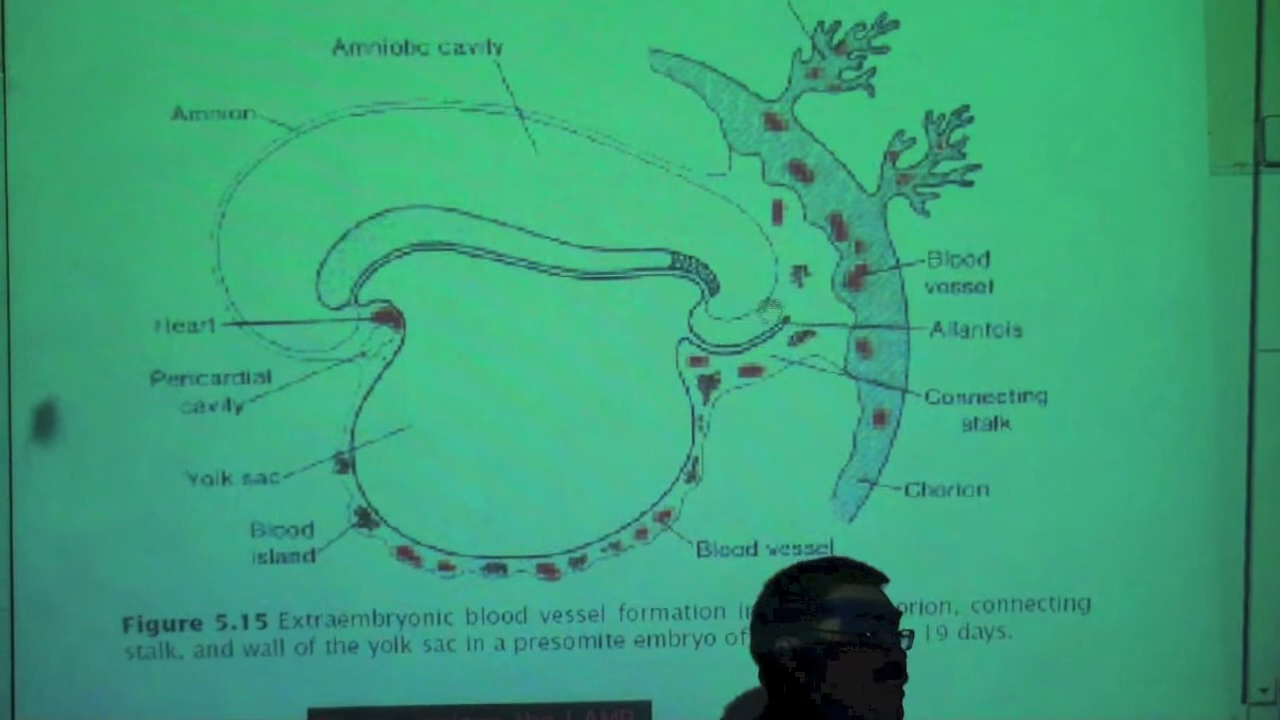 Amniotic cavity
Amnion
Heart
Pericardial
cavity
Yolk sac
Blood
island
Blood vessel
Blood
vessel
Allantois
Connecting
stalk
Chorion
Figure 5.15 Extraembryonic blood vessel formation in orion, connecting
stalk, and wall of the yolk sac in a presomite embryo of 19 days.